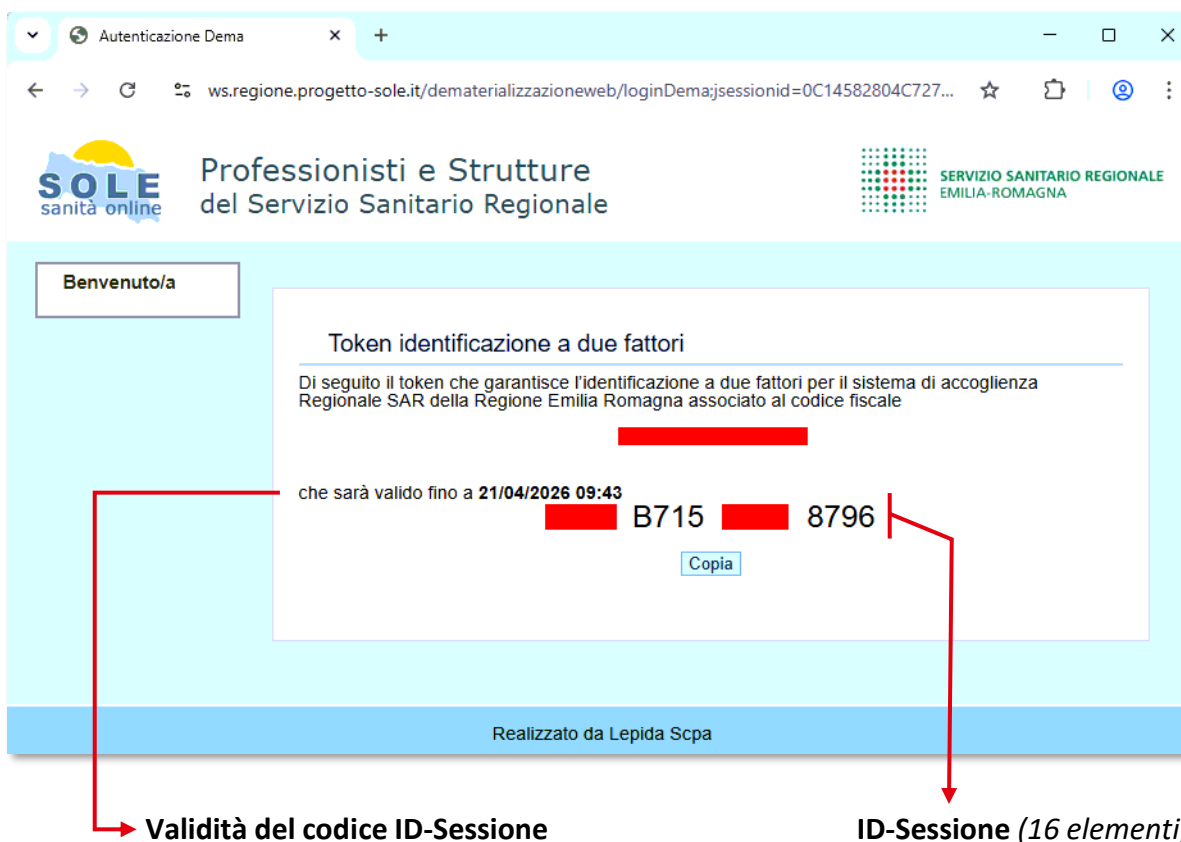 Autenticazione Dema
ws.regione.progetto-sole.it/dematerializzazioneweb/loginDema;jsessionid=0C14582804C727...
SOLE
sanità online
Professionisti e Strutture
del Servizio Sanitario Regionale
SERVIZIO SANITARIO REGIONALE
EMILIA-ROMAGNA
Benvenuto/a
Token identificazione a due fattori
Di seguito il token che garantisce l'identificazione a due fattori per il sistema di accoglienza
Regionale SAR della Regione Emilia Romagna associato al codice fiscale
che sarà valido fino a 21/04/2026 09:43
B715 8796
Copia
Realizzato da Lepida Scpa
Validità del codice ID-Sessione
ID-Sessione (16 elementi)